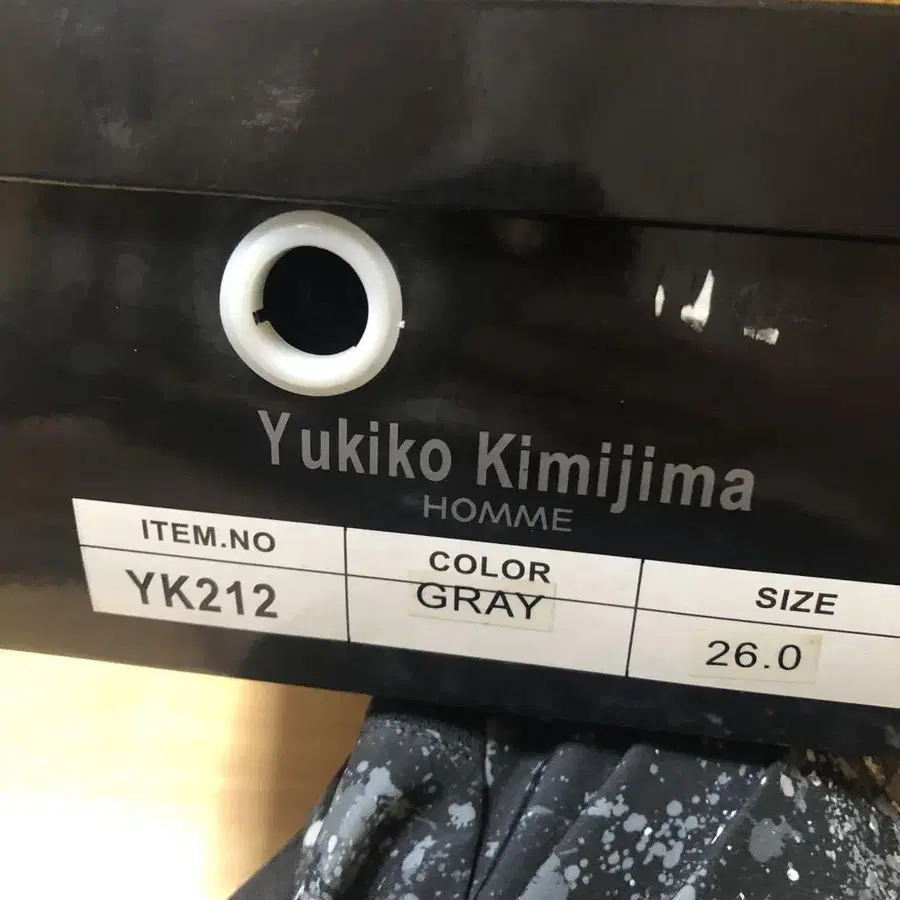 Yukiko Kimijima
HOMME
ITEM.NO COLOR SIZE
YK212 GRAY 26.0